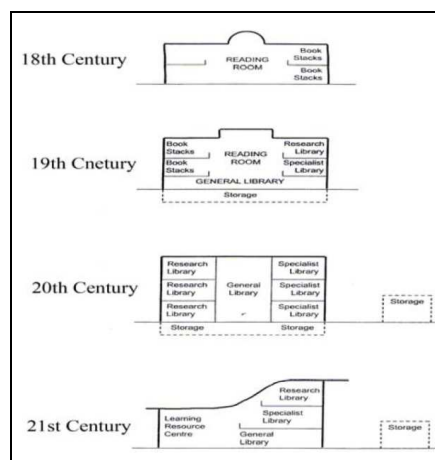 18th Century
READING
ROOM
Book
Stacks
Book
Stacks
19th Cnetury
Book
Stacks
Book
Stacks
READING
ROOM
Research
Library
Specialist
Library
GENERAL LIBRARY
Storage
20th Century
Research
Library
Research
Library
Research
Library
General
Library
Specialist
Library
Specialist
Library
Specialist
Library
Storage
Storage
Storage
21st Century
Learning
Resource
Centre
Research
Library
Specialist
Library
General
Library
Storage